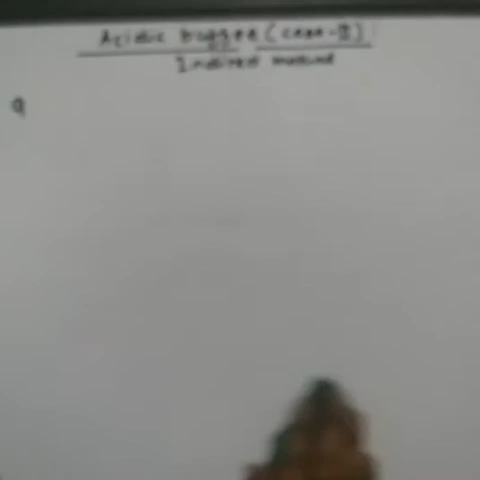 Acidic buffer (case-II)
Indirect method
q